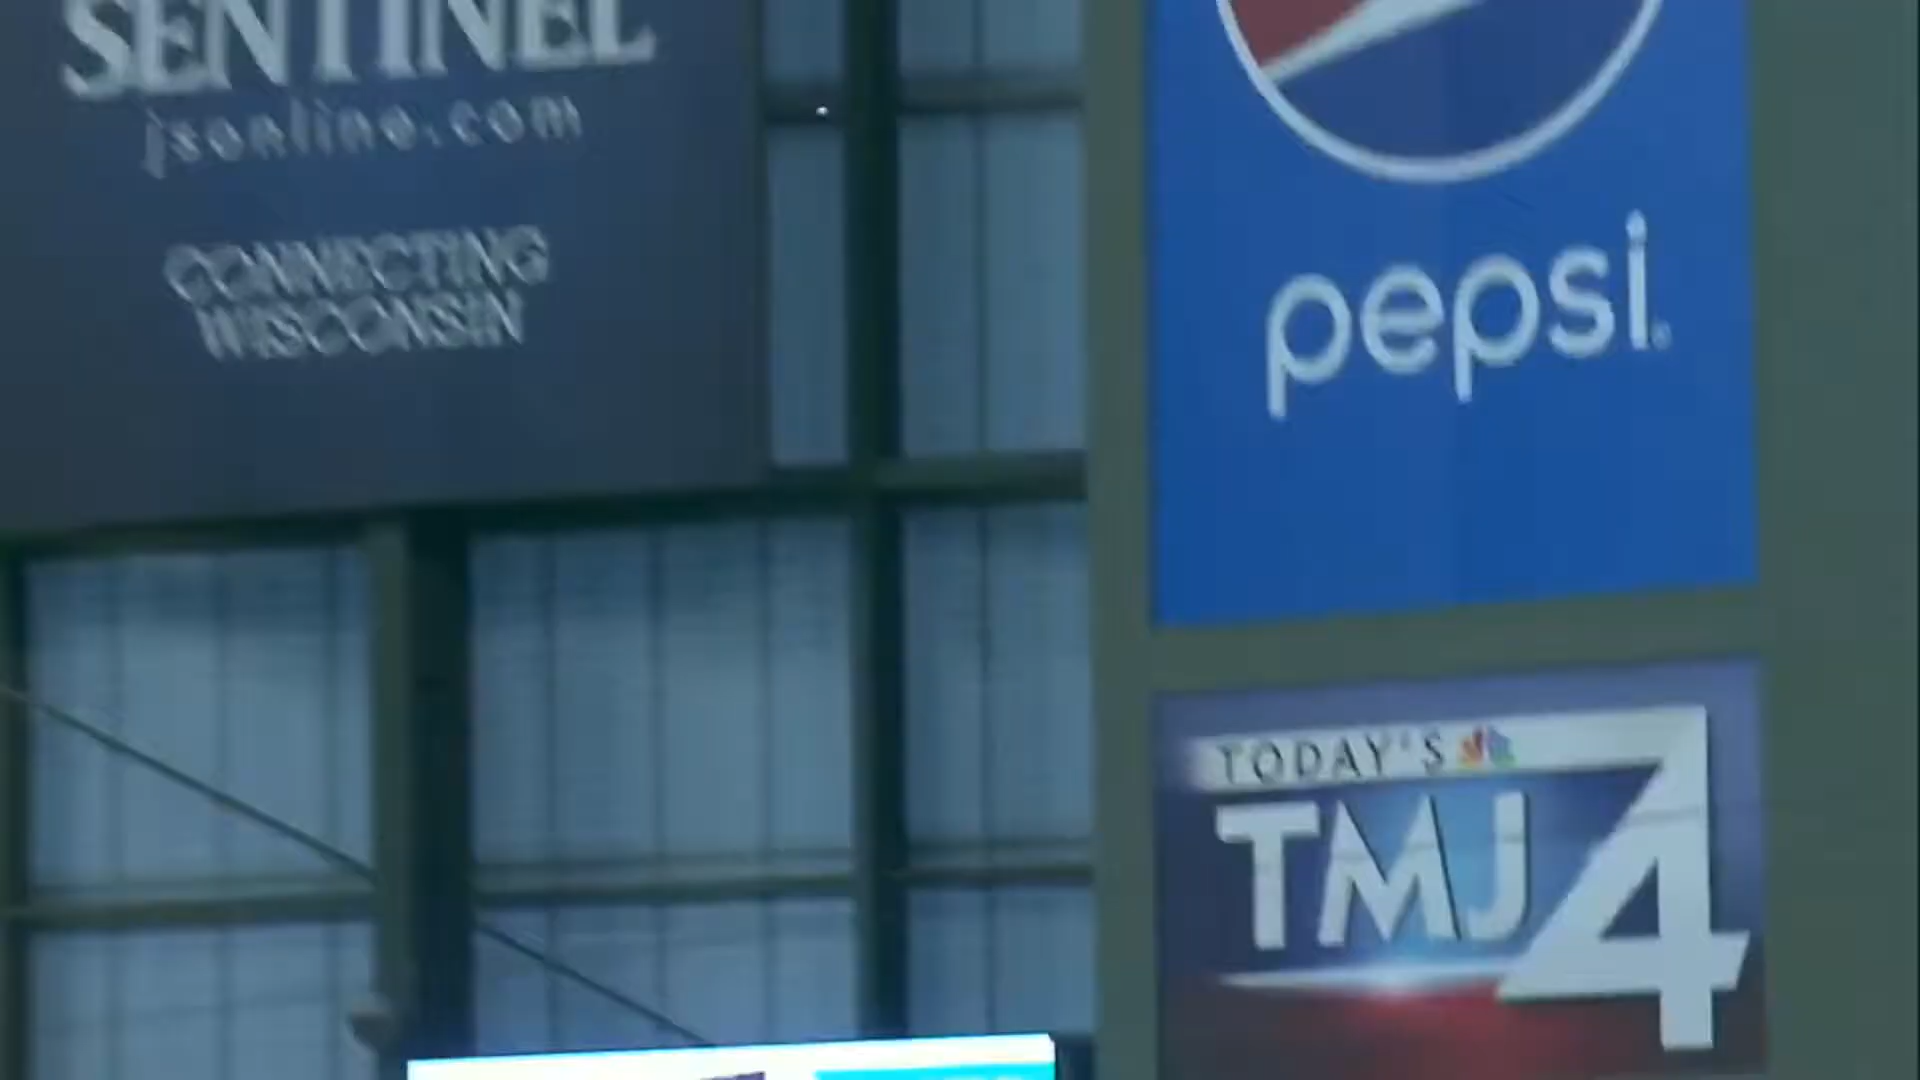 SENTINEL
jsonline.com
CONNECTING
WISCONSIN
pepsi
TODAY'S
TMJ4